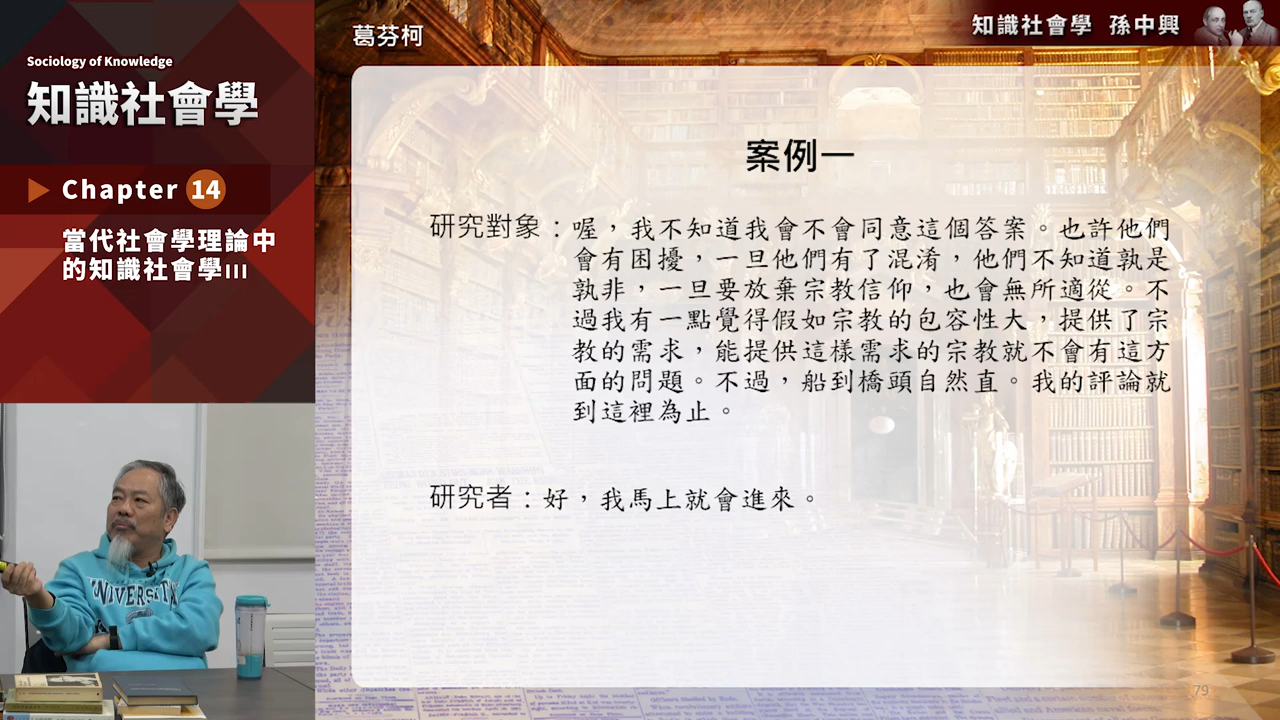 Sociology of Knowledge
知識社會學
Chapter 14
當代社會學理論中
的知識社會學III
葛芬柯
知識社會學 孫中興
案例一
研究對象：喔，我不知道我會不會同意這個答案。也許他們
會有困擾，一旦他們有了混淆，他們不知道孰是
孰非，一旦要放棄宗教信仰，也會無所適從。不
過我有一點覺得假如宗教的包容性大，提供了宗
教的需求，能提供這樣需求的宗教就不會有這方
面的問題。不過，船到橋頭自然直。我的評論就
到這裡為止。
研究者：好，我馬上就會進來。
UNIVERSITY
79